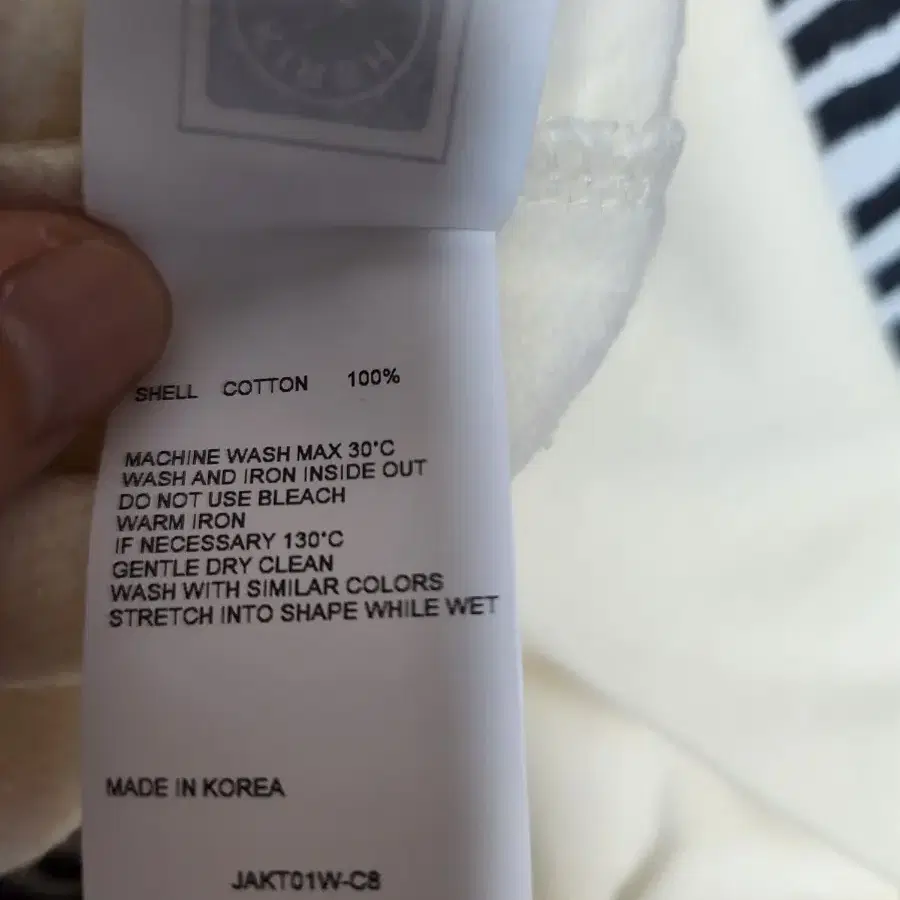 KIRSH
SHELL COTTON 100%
MACHINE WASH MAX 30°C
WASH AND IRON INSIDE OUT
DO NOT USE BLEACH
WARM IRON
IF NECESSARY 130°C
GENTLE DRY CLEAN
WASH WITH SIMILAR COLORS
STRETCH INTO SHAPE WHILE WET
MADE IN KOREA
JAKT01W-C8